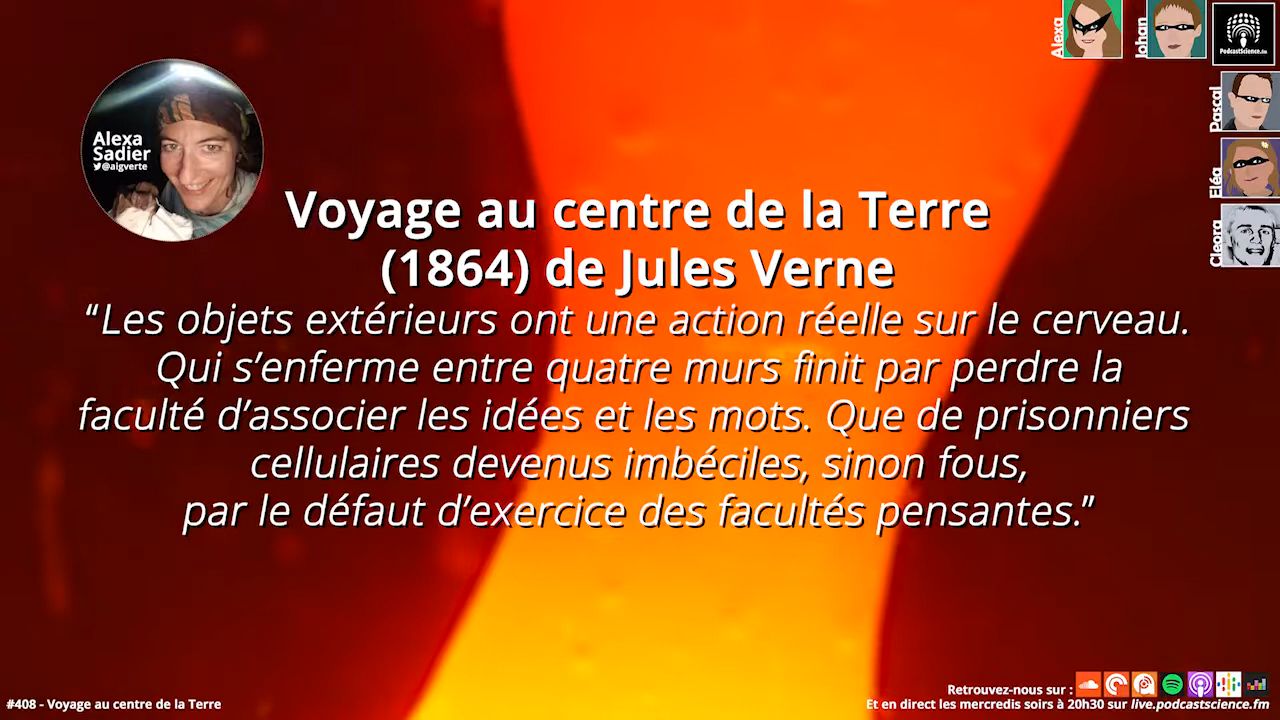 Alexa
Johan
PodcastScience.fm
Pascal
Eléa
Cleora
Alexa
Sadier
@aigverte
Voyage au centre de la Terre
(1864) de Jules Verne
“Les objets extérieurs ont une action réelle sur le cerveau.
Qui s’enferme entre quatre murs finit par perdre la
faculté d’associer les idées et les mots. Que de prisonniers
cellulaires devenus imbéciles, sinon fous,
par le défaut d’exercice des facultés pensantes.”
#408 - Voyage au centre de la Terre
Retrouvez-nous sur :
Et en direct les mercredis soirs à 20h30 sur live.podcastscience.fm